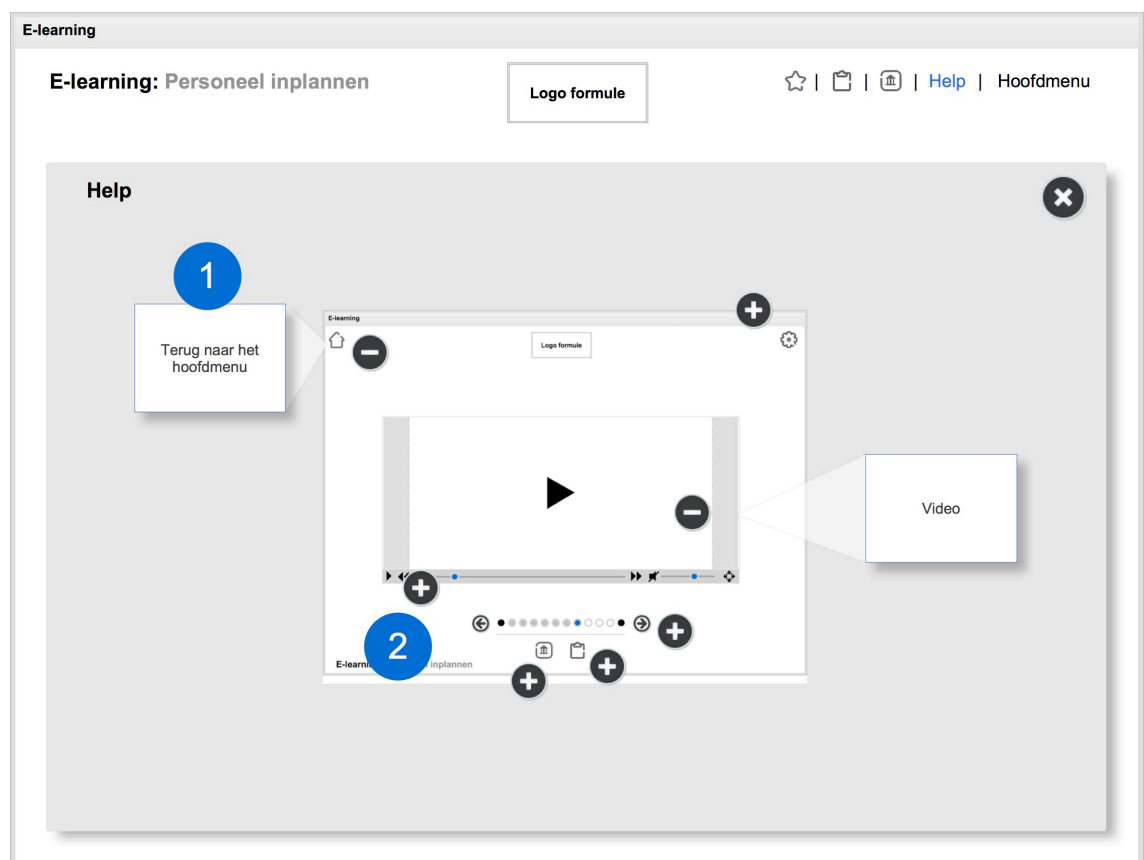 E-learning
E-learning: Personeel inplannen
Logo formule
| | | Help | Hoofdmenu
Help
1
Terug naar het
hoofdmenu
E-learning
Logo formule
Video
2
E-learni inplannen